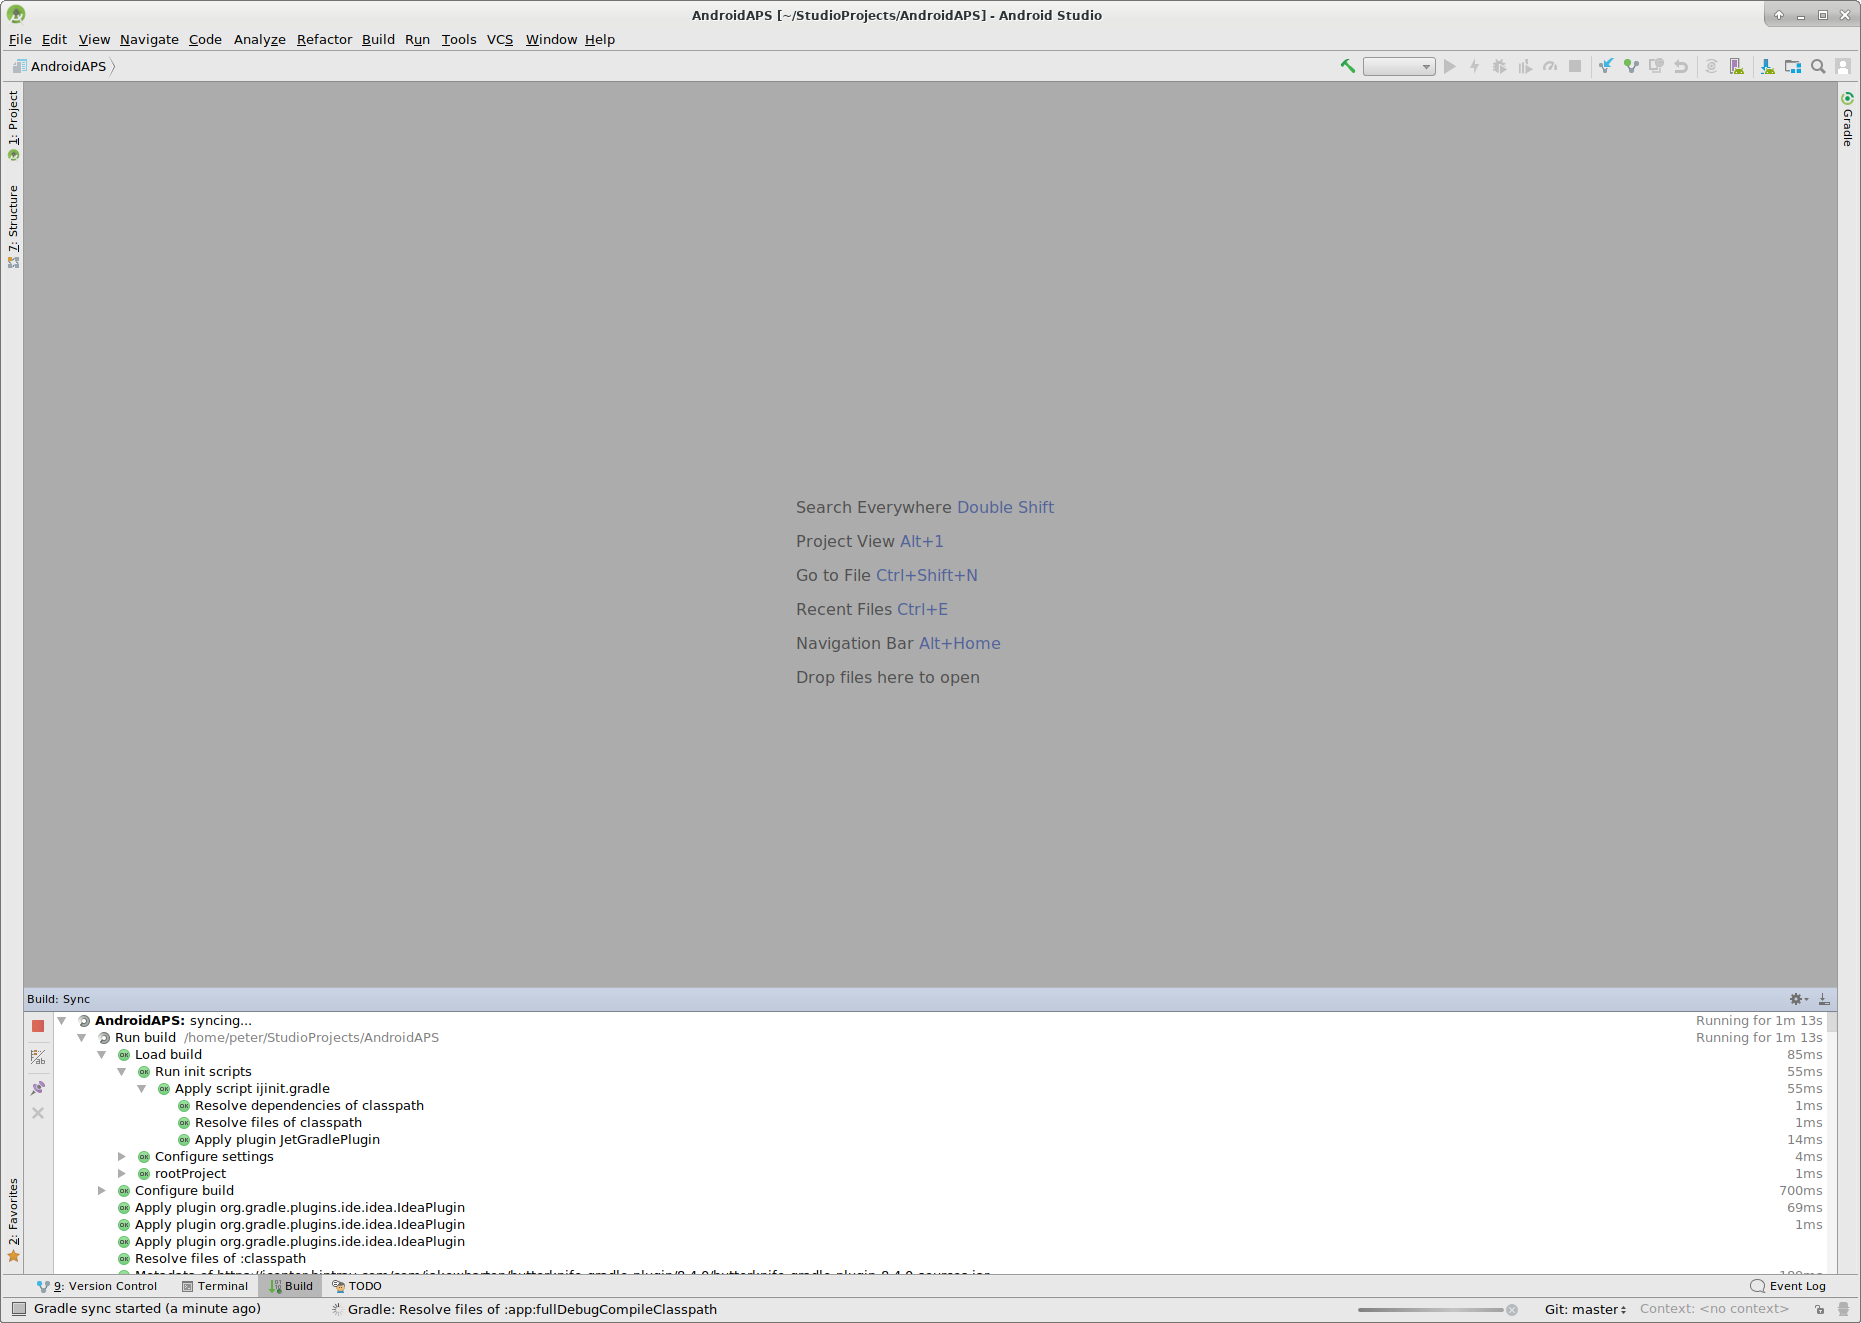 AndroidAPS [~/StudioProjects/AndroidAPS] - Android Studio
File Edit View Navigate Code Analyze Refactor Build Run Tools VCS Window Help
AndroidAPS
1: Project
7: Structure
2: Favorites
Gradle
Search Everywhere Double Shift
Project View Alt+1
Go to File Ctrl+Shift+N
Recent Files Ctrl+E
Navigation Bar Alt+Home
Drop files here to open
Build: Sync
AndroidAPS: syncing... Running for 1m 13s
Run build /home/peter/StudioProjects/AndroidAPS Running for 1m 13s
Load build 85ms
Run init scripts 55ms
Apply script ijinit.gradle 55ms
Resolve dependencies of classpath 1ms
Resolve files of classpath 1ms
Apply plugin JetGradlePlugin 14ms
Configure settings 4ms
rootProject 1ms
Configure build 700ms
Apply plugin org.gradle.plugins.ide.idea.IdeaPlugin 69ms
Apply plugin org.gradle.plugins.ide.idea.IdeaPlugin 1ms
Apply plugin org.gradle.plugins.ide.idea.IdeaPlugin
Resolve files of :classpath
9: Version Control Terminal Build TODO Event Log
Gradle sync started (a minute ago) Gradle: Resolve files of :app:fullDebugCompileClasspath Git: master Context: <no context>